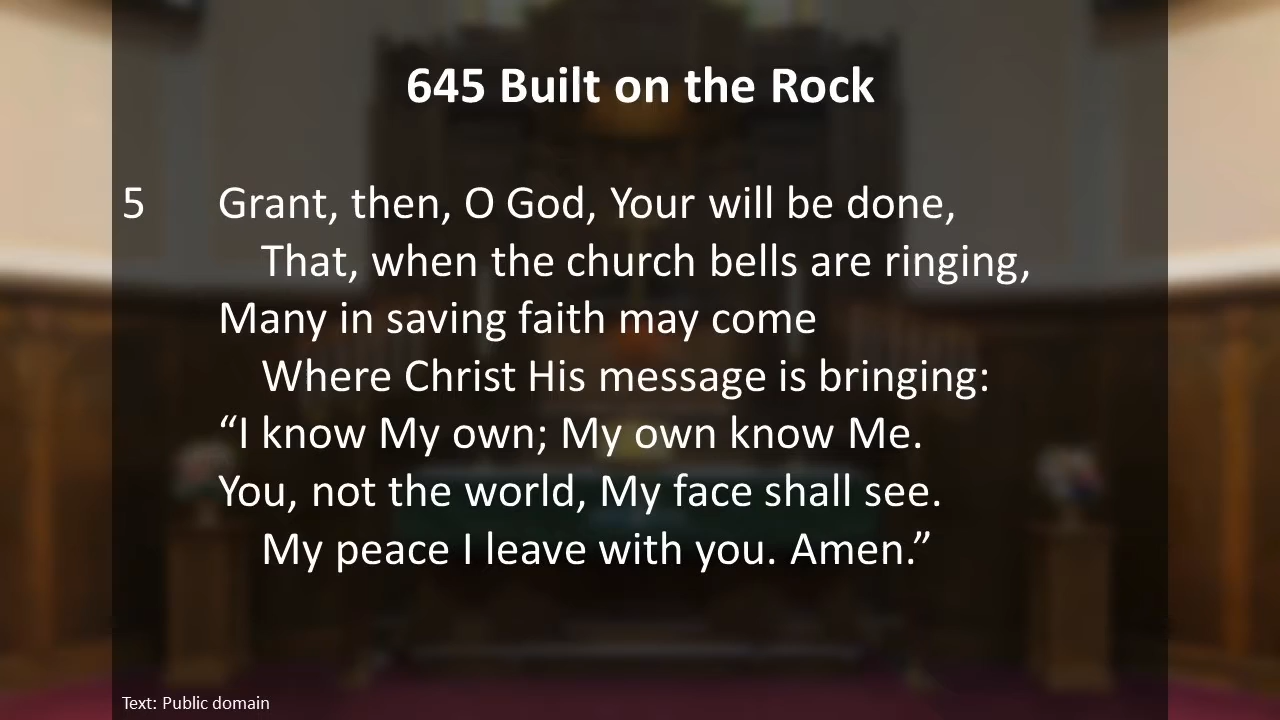 645 Built on the Rock
5 Grant, then, O God, Your will be done,
That, when the church bells are ringing,
Many in saving faith may come
Where Christ His message is bringing:
“I know My own; My own know Me.
You, not the world, My face shall see.
My peace I leave with you. Amen.”
Text: Public domain